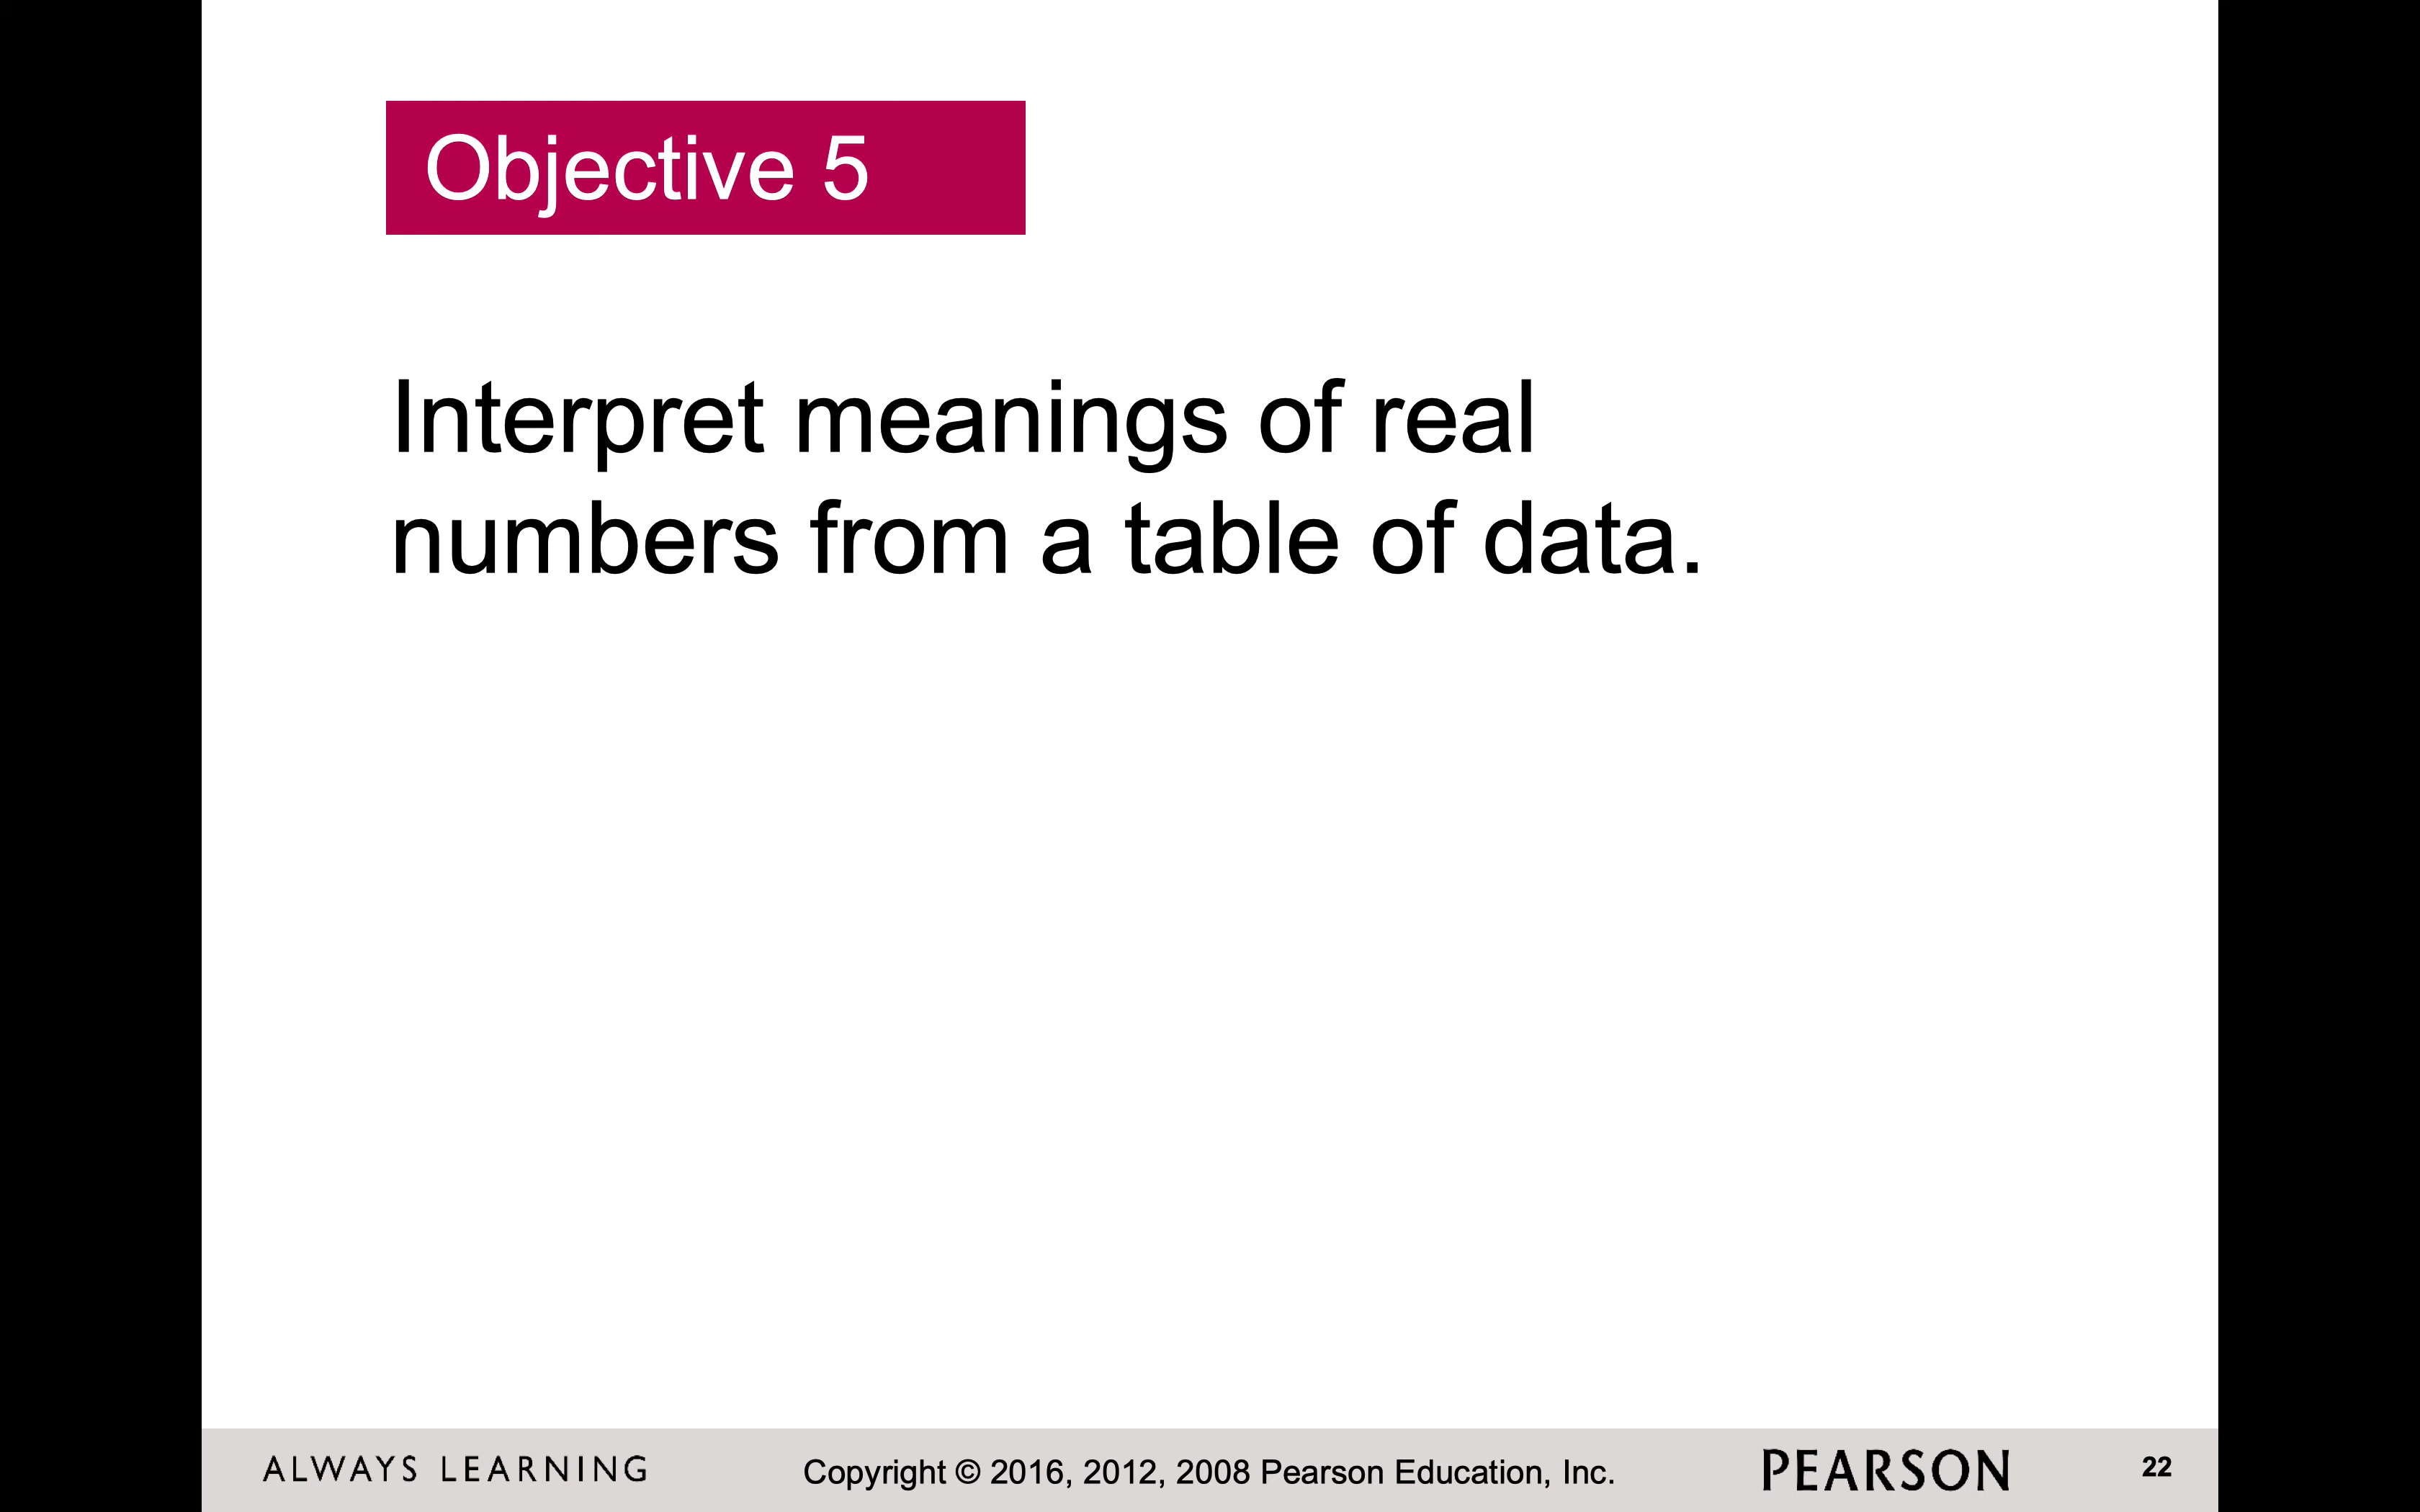 Objective 5
Interpret meanings of real
numbers from a table of data.
ALWAYS LEARNING
Copyright © 2016, 2012, 2008 Pearson Education, Inc.
PEARSON
22